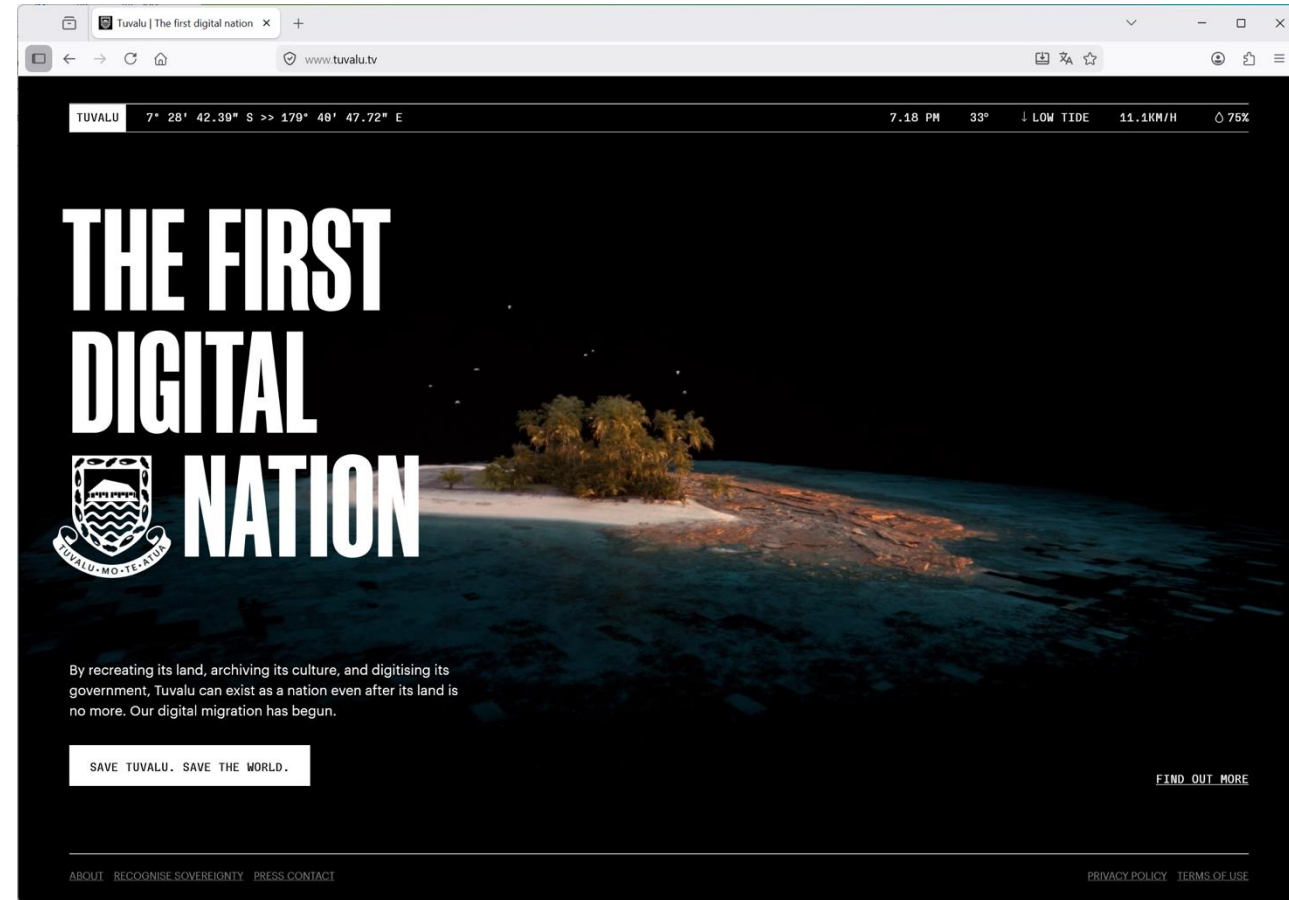 Tuvalu | The first digital nation
www.tuvalu.tv
TUVALU 7° 28' 42.39" S >> 179° 40' 47.72" E 7.18 PM 33° ↓ LOW TIDE 11.1KM/H 75%
THE FIRST
DIGITAL
NATION
TUVALU·MO·TE·ATUA
By recreating its land, archiving its culture, and digitising its
government, Tuvalu can exist as a nation even after its land is
no more. Our digital migration has begun.
SAVE TUVALU. SAVE THE WORLD.
FIND OUT MORE
ABOUT RECOGNISE SOVEREIGNTY PRESS CONTACT PRIVACY POLICY TERMS OF USE